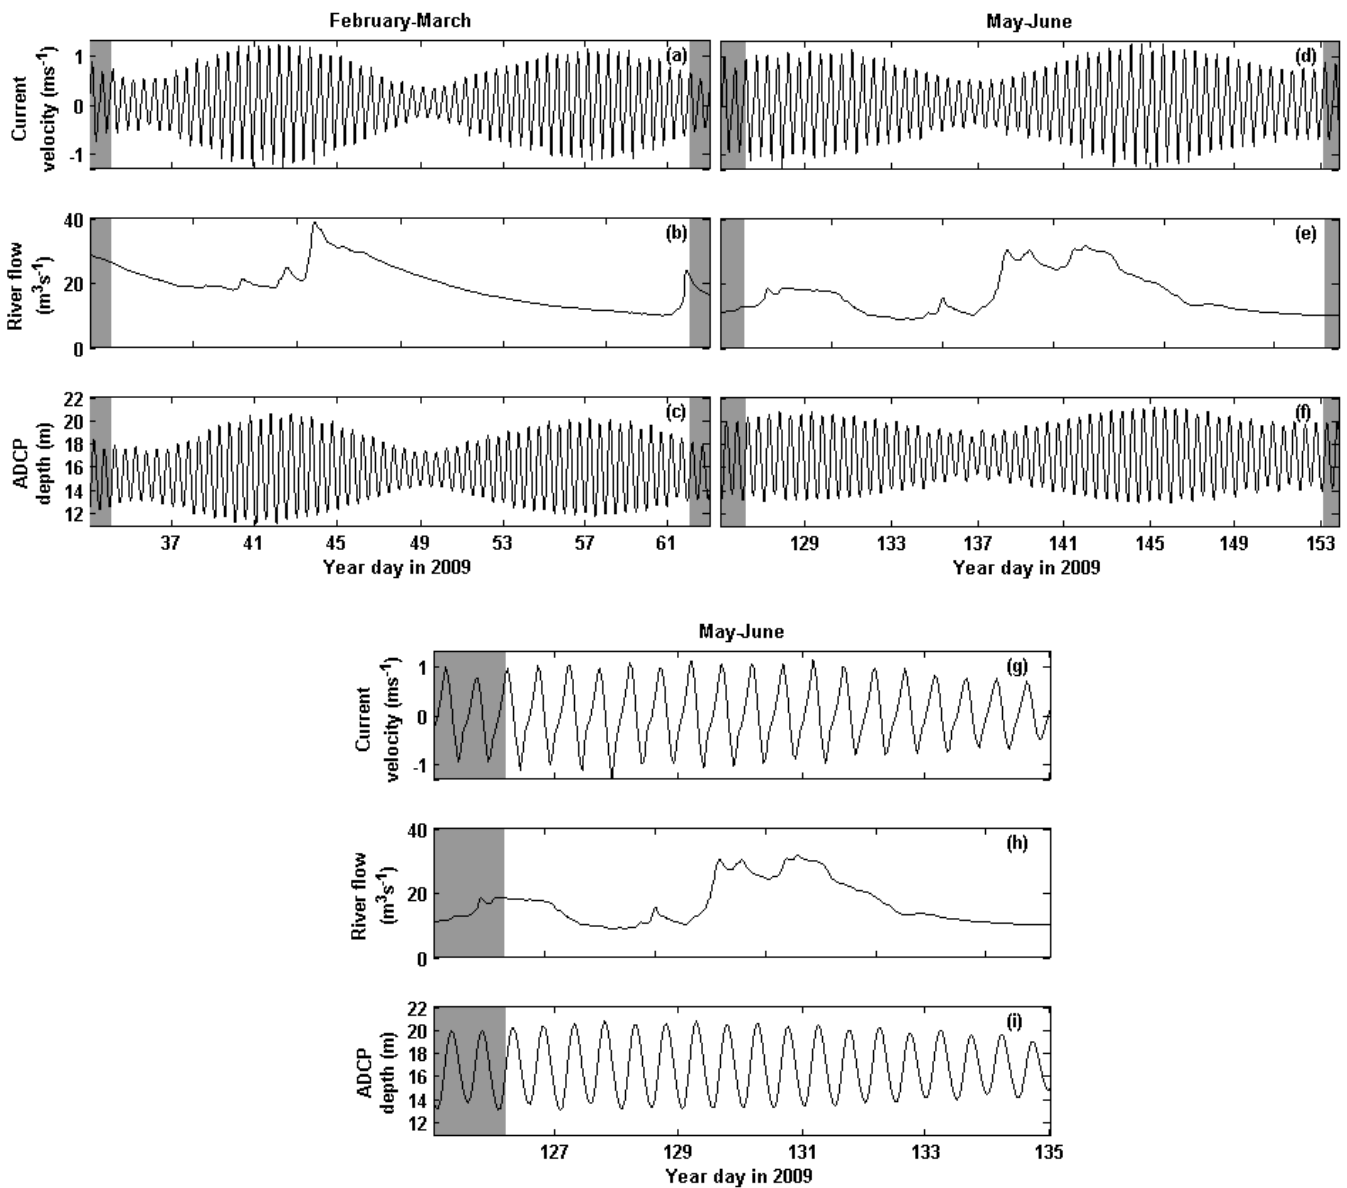 February-March
May-June
Current
velocity (ms-1)
1
0
-1
(a)
(d)
River flow
(m3s-1)
40
20
0
(b)
(e)
ADCP
depth (m)
22
20
18
16
14
12
(c)
(f)
37 41 45 49 53 57 61
129 133 137 141 145 149 153
Year day in 2009
Year day in 2009
May-June
Current
velocity (ms-1)
1
0
-1
(g)
River flow
(m3s-1)
40
20
0
(h)
ADCP
depth (m)
22
20
18
16
14
12
(i)
127 129 131 133 135
Year day in 2009